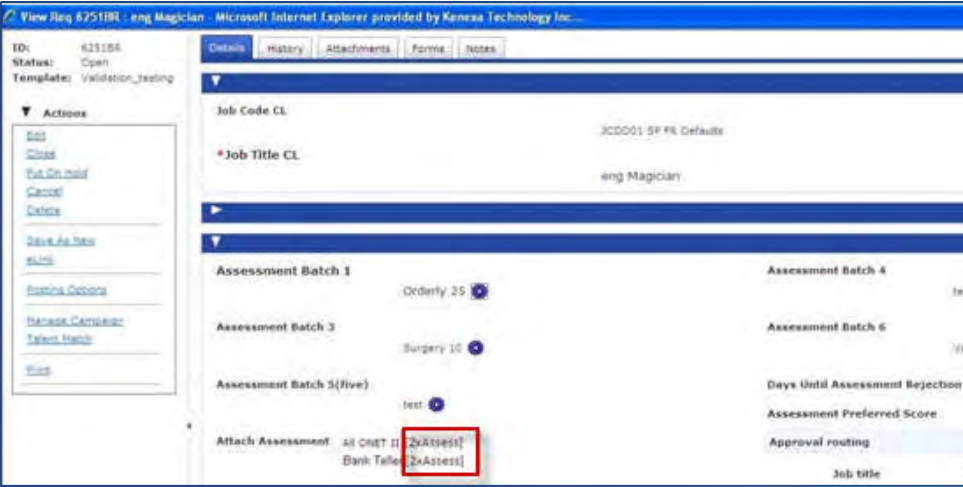 View Req 6251BR : eng Magician - Microsoft Internet Explorer provided by Kenexa Technology Inc...
ID: 6251BR
Status: Open
Template: Validation_testing
Details History Attachments Forms Notes
Actions
Edit
Close
Put On Hold
Cancel
Delete
Save As New
eLink
Posting Options
Manage Campaign
Talent Match
Print
Job Code CL
JCDD01 SF FR Defaults
*Job Title CL
eng Magician
Assessment Batch 1
Orderly 25
Assessment Batch 4
Assessment Batch 3
Surgery 10
Assessment Batch 6
Assessment Batch 5(five)
test
Days Until Assessment Rejection
Assessment Preferred Score
Attach Assessment All ONET II [2xAssess]
Bank Teller [2xAssess]
Approval routing
Job title